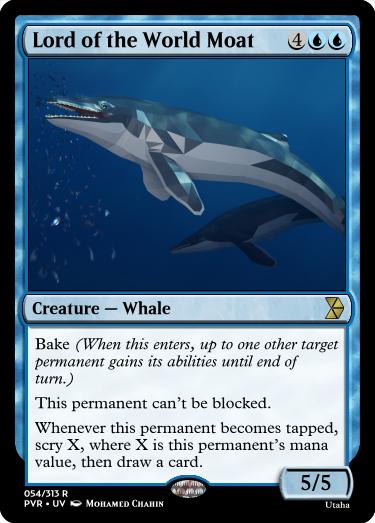 Lord of the World Moat 4
Creature — Whale
Bake (When this enters, up to one other target
permanent gains its abilities until end of
turn.)
This permanent can't be blocked.
Whenever this permanent becomes tapped,
scry X, where X is this permanent's mana
value, then draw a card.
5/5
054/313 R
PVR • UV Mohamed Chahin
Utaha